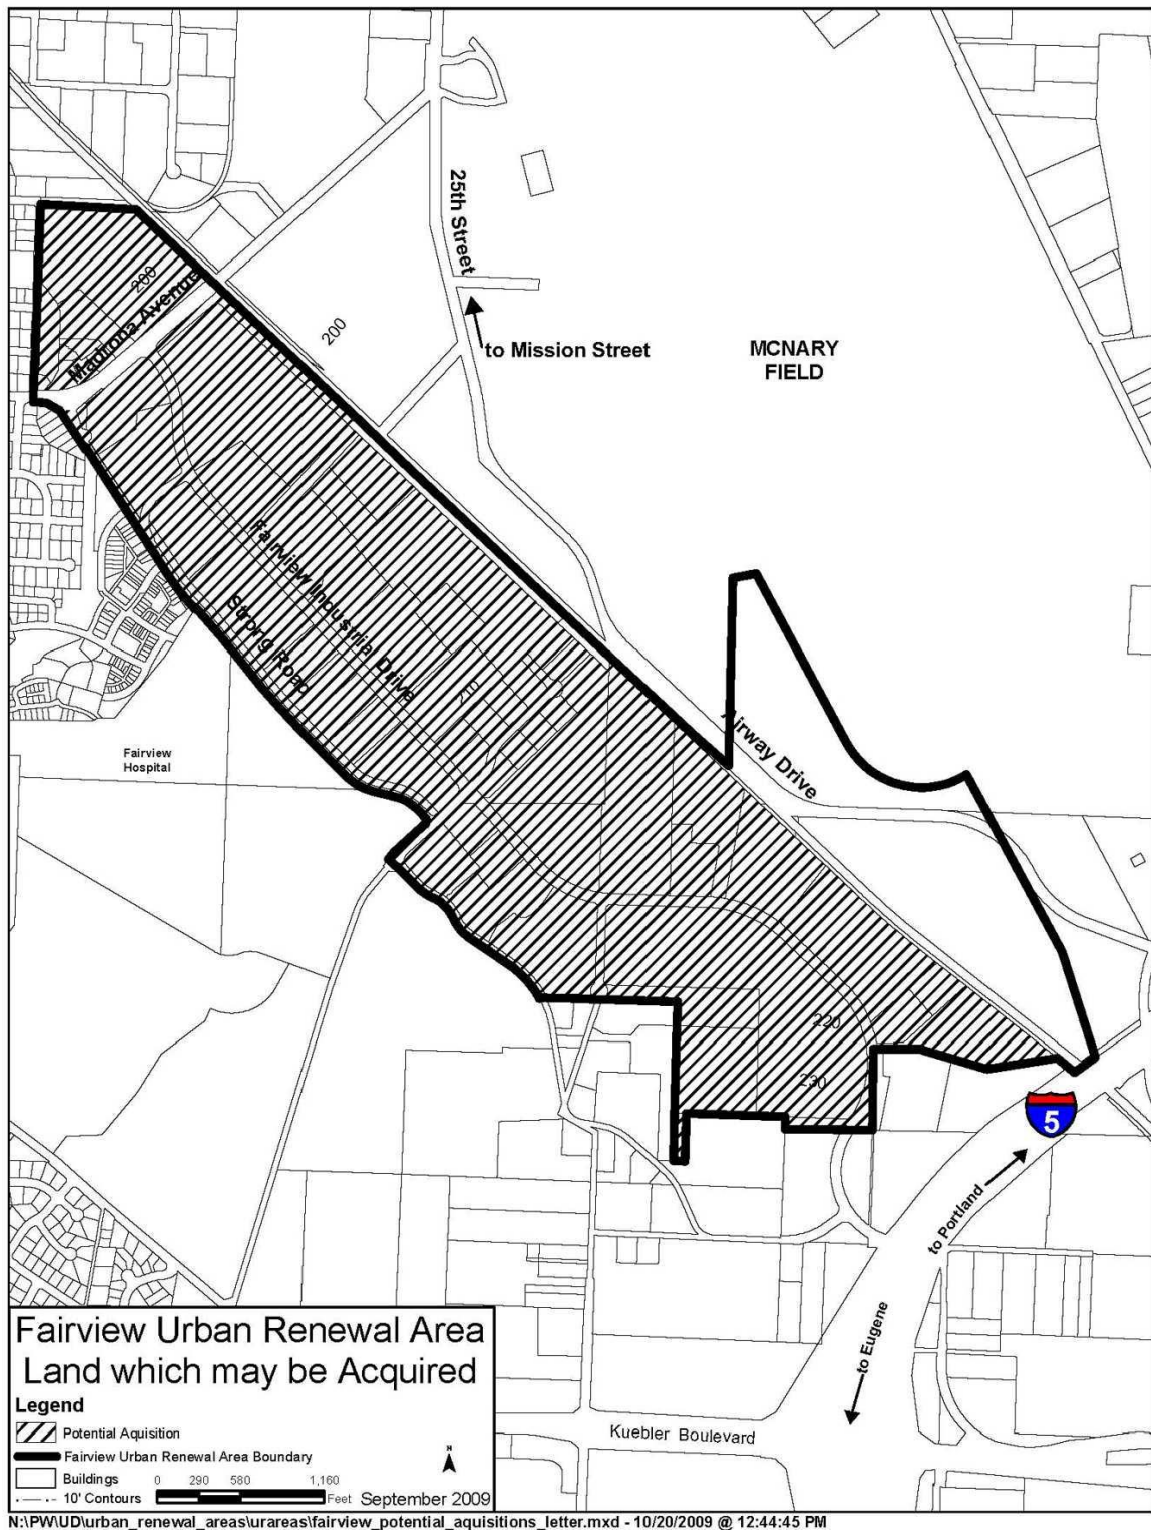 25th Street
200
Madrona Avenue
200
to Mission Street
MCNARY
FIELD
Fairview Industrial Drive
Strong Road
210
Airway Drive
Fairview
Hospital
220
230
5
to Portland
to Eugene
Kuebler Boulevard
Fairview Urban Renewal Area
Land which may be Acquired
Legend
Potential Aquisition
Fairview Urban Renewal Area Boundary
Buildings
10' Contours
0 290 580 1,160
Feet
N
September 2009
N:\PW\UD\urban_renewal_areas\urareas\fairview_potential_aquisitions_letter.mxd - 10/20/2009 @ 12:44:45 PM